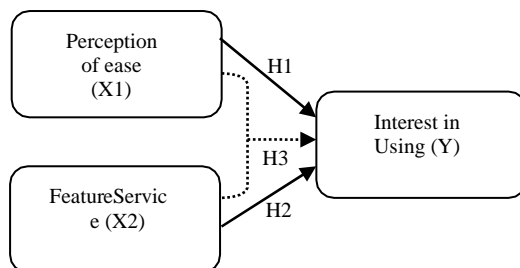 Perception
of ease
(X1)
H1
Interest in
Using (Y)
H3
FeatureServic
e (X2)
H2